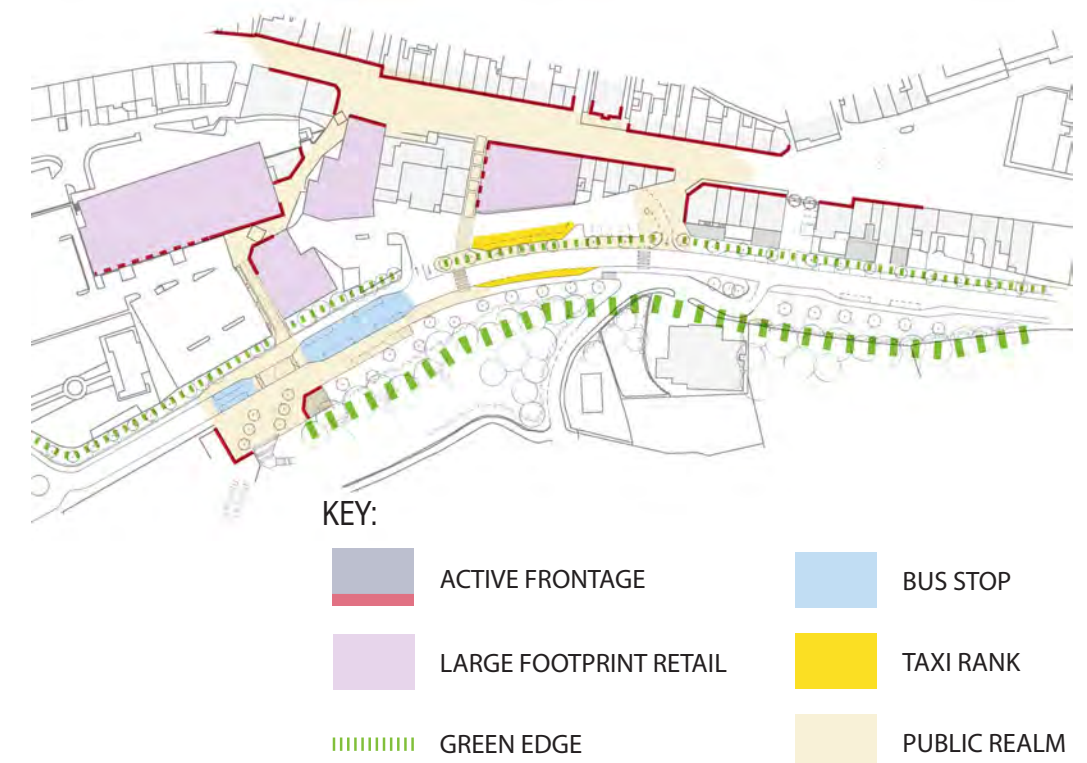 KEY:
ACTIVE FRONTAGE
LARGE FOOTPRINT RETAIL
GREEN EDGE
BUS STOP
TAXI RANK
PUBLIC REALM